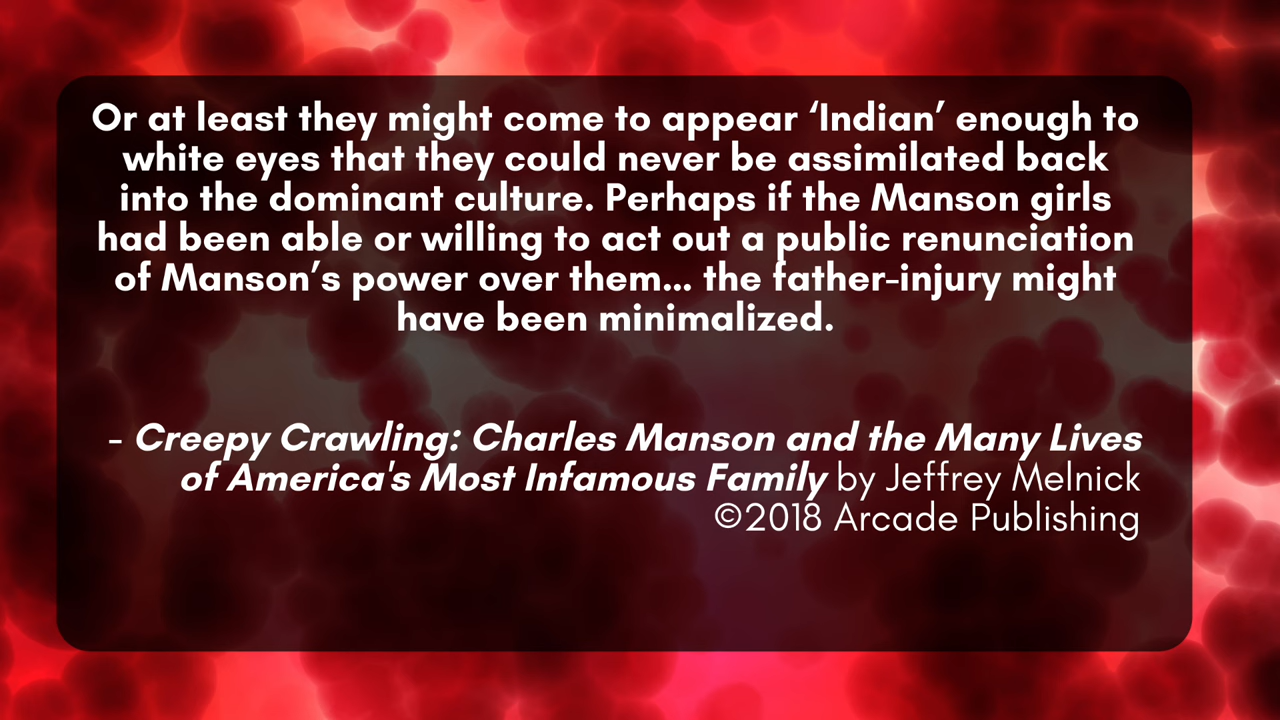 Or at least they might come to appear ‘Indian’ enough to
white eyes that they could never be assimilated back
into the dominant culture. Perhaps if the Manson girls
had been able or willing to act out a public renunciation
of Manson’s power over them... the father-injury might
have been minimalized.
- Creepy Crawling: Charles Manson and the Many Lives
of America's Most Infamous Family by Jeffrey Melnick
©2018 Arcade Publishing